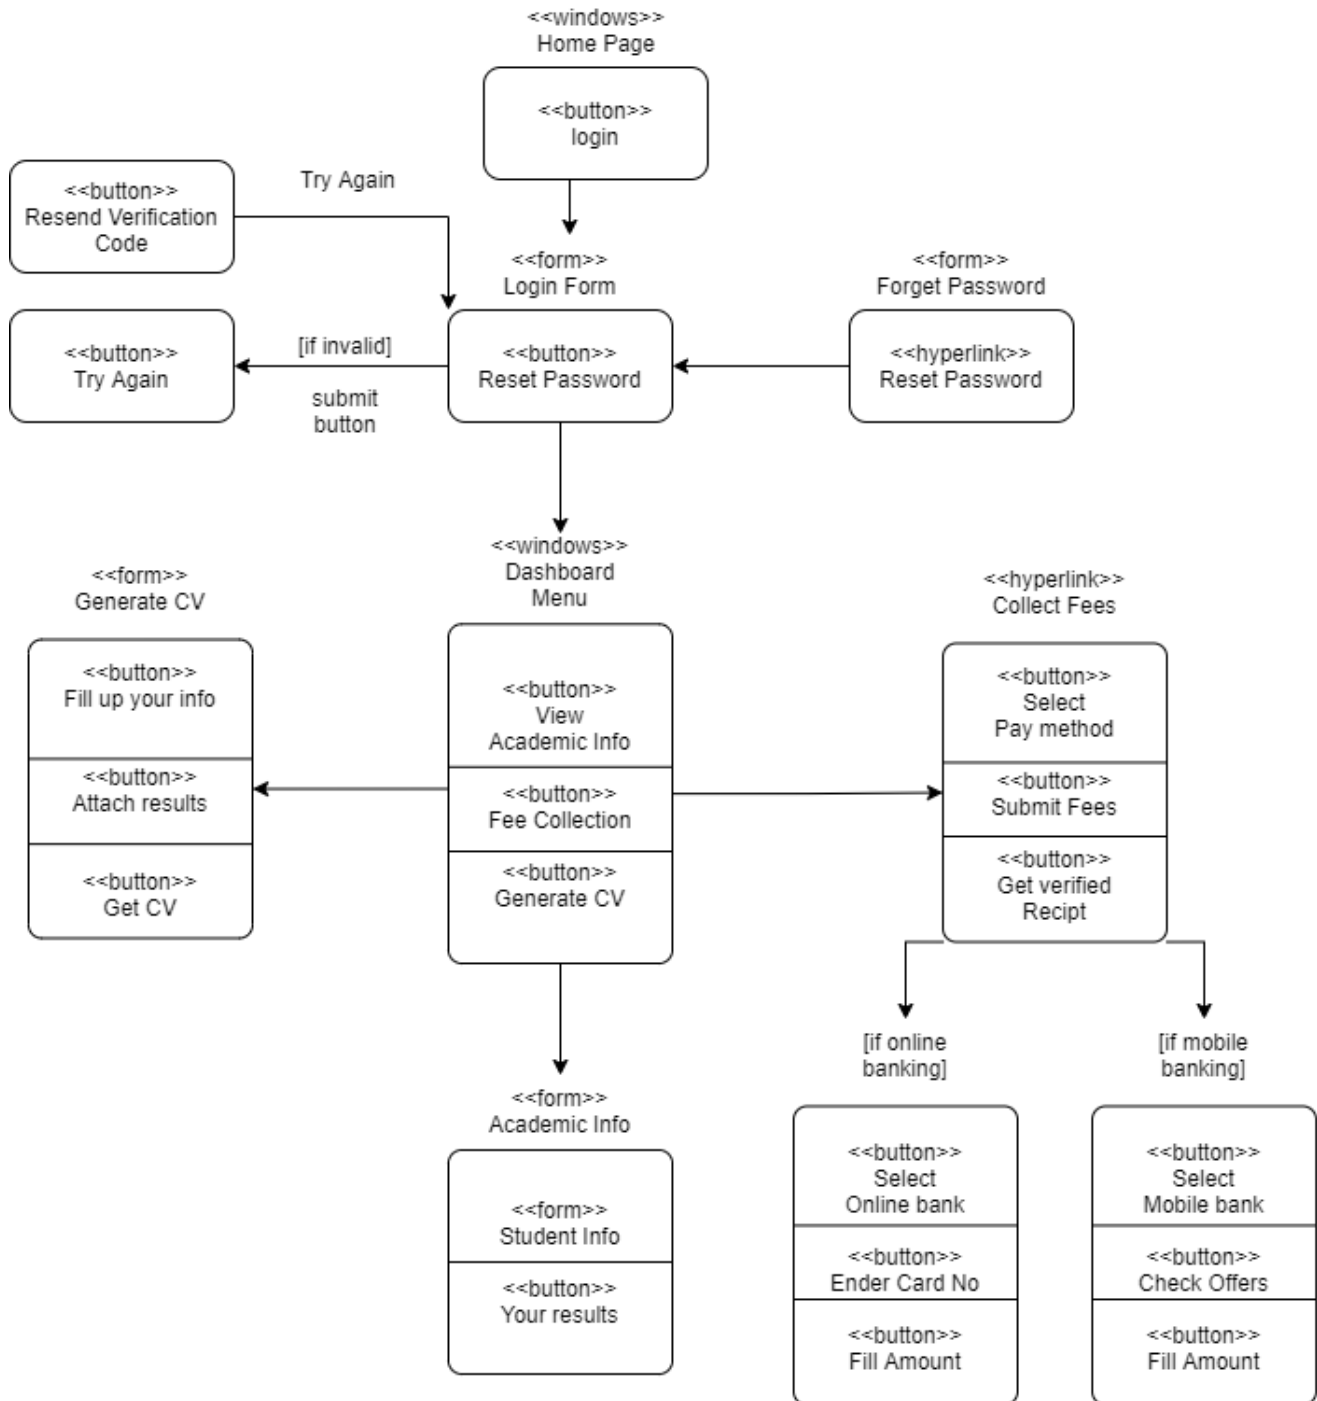 <<windows>>
Home Page
<<button>>
login
<<button>>
Resend Verification
Code
Try Again
<<form>>
Login Form
<<form>>
Forget Password
<<button>>
Try Again
[if invalid]
submit
button
<<button>>
Reset Password
<<hyperlink>>
Reset Password
<<windows>>
Dashboard
Menu
<<form>>
Generate CV
<<hyperlink>>
Collect Fees
<<button>>
Fill up your info
<<button>>
Attach results
<<button>>
Get CV
<<button>>
View
Academic Info
<<button>>
Fee Collection
<<button>>
Generate CV
<<button>>
Select
Pay method
<<button>>
Submit Fees
<<button>>
Get verified
Recipt
[if online
banking]
[if mobile
banking]
<<form>>
Academic Info
<<form>>
Student Info
<<button>>
Your results
<<button>>
Select
Online bank
<<button>>
Ender Card No
<<button>>
Fill Amount
<<button>>
Select
Mobile bank
<<button>>
Check Offers
<<button>>
Fill Amount